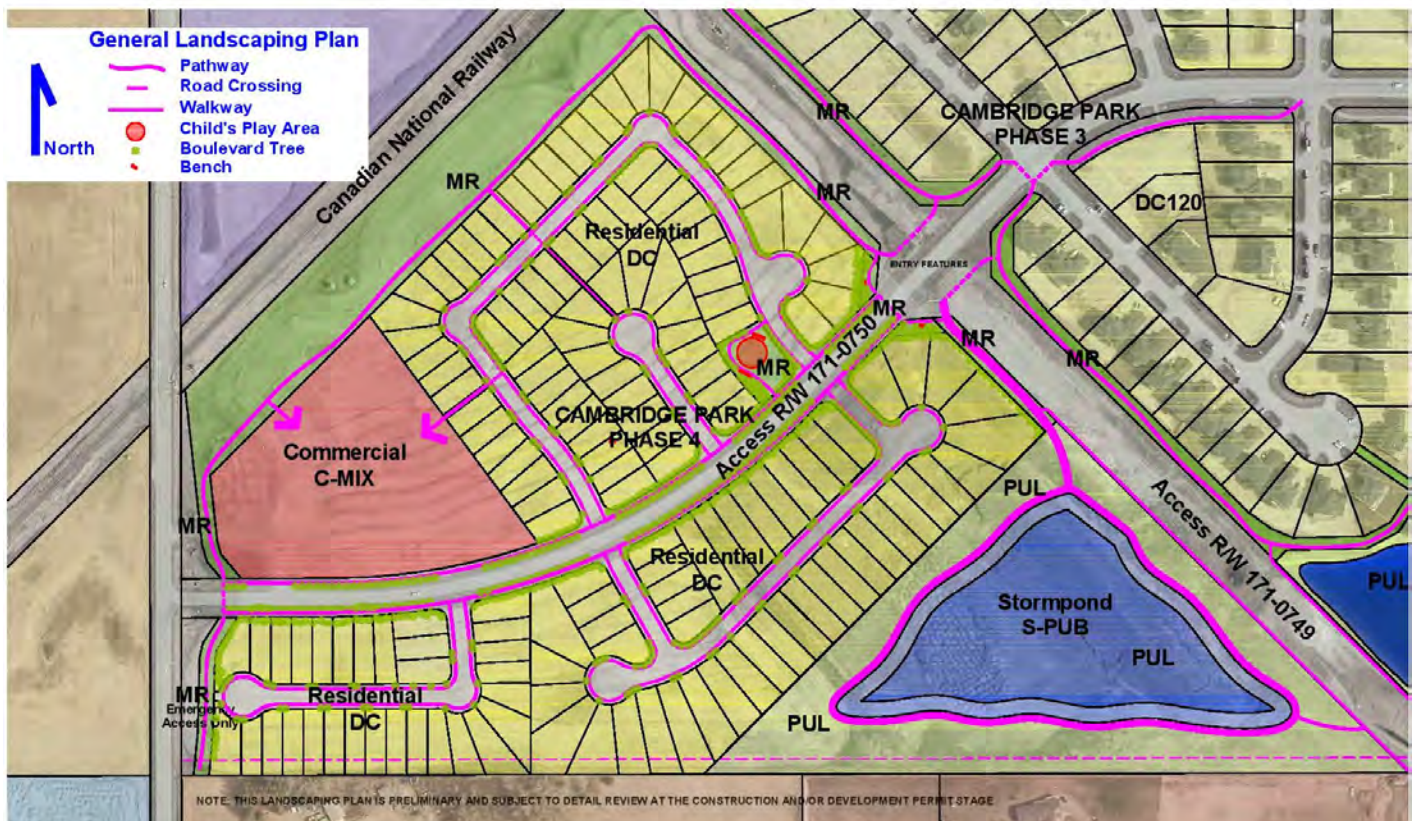 General Landscaping Plan
Pathway
Road Crossing
Walkway
Child's Play Area
Boulevard Tree
Bench
North
Canadian National Railway
MR
CAMBRIDGE PARK
PHASE 3
MR
MR
DC120
Residential
DC
ENTRY FEATURES
MR
MR
MR
MR
Access R/W 171-0750
CAMBRIDGE PARK
PHASE 4
Commercial
C-MIX
PUL
Access R/W 171-0749
MR
Residential
DC
PUL
Stormpond
S-PUB
PUL
MR
Emergency
Access Only
Residential
DC
PUL
NOTE: THIS LANDSCAPING PLAN IS PRELIMINARY AND SUBJECT TO DETAIL REVIEW AT THE CONSTRUCTION AND/OR DEVELOPMENT PERMIT STAGE